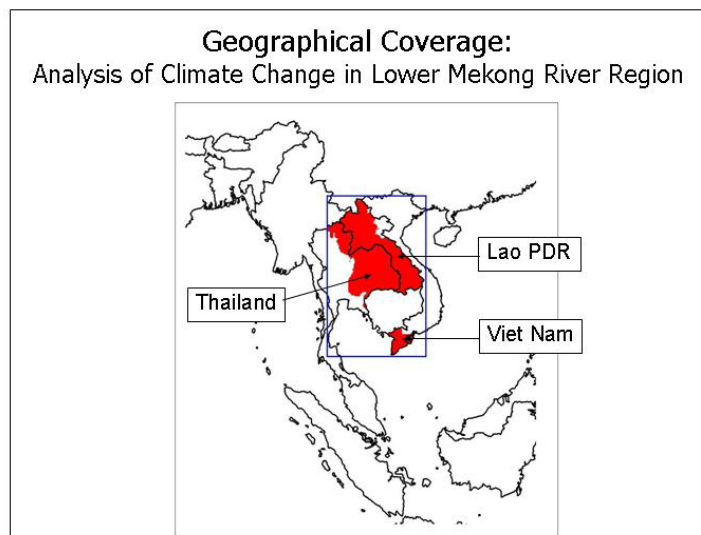 Geographical Coverage:
Analysis of Climate Change in Lower Mekong River Region
Lao PDR
Thailand
Viet Nam